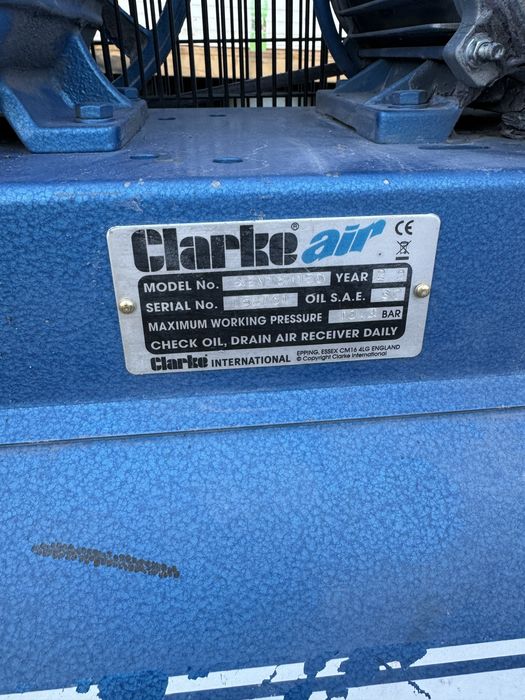 Clarke® air CE
MODEL No. YEAR
SERIAL No. OIL S.A.E.
MAXIMUM WORKING PRESSURE BAR
CHECK OIL, DRAIN AIR RECEIVER DAILY
Clarke INTERNATIONAL
EPPING, ESSEX CM16 4LG ENGLAND
© Copyright Clarke International